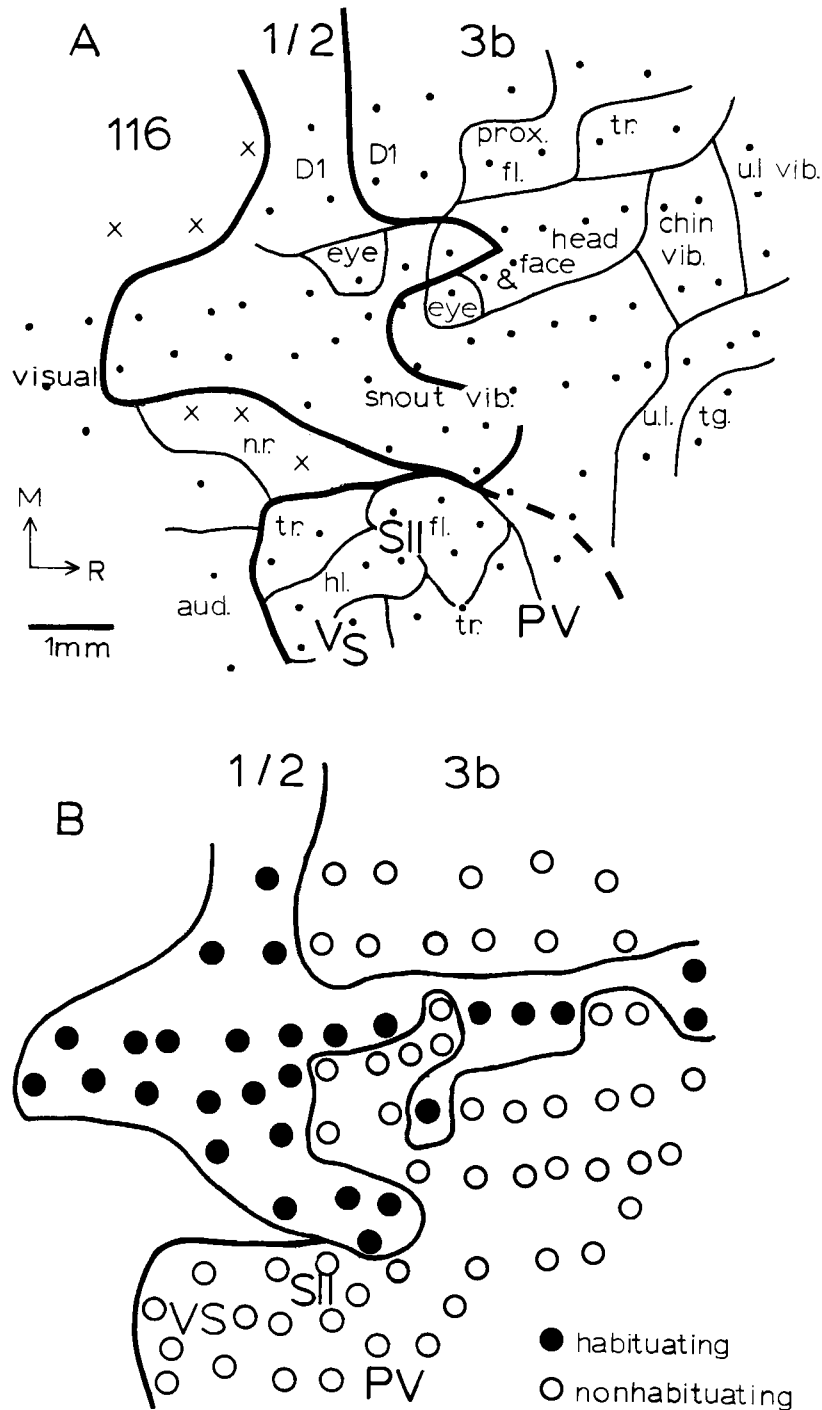 A 1/2 3b
116
D1 D1
prox.
fl.
tr.
u.l vib.
chin
vib.
head
&
face
eye
eye
visual
snout vib.
n.r.
u.l. tg.
M
R
1mm
tr.
SII
fl.
hl.
aud.
VS
tr.
PV
B 1/2 3b
SII
VS
PV
habituating
nonhabituating